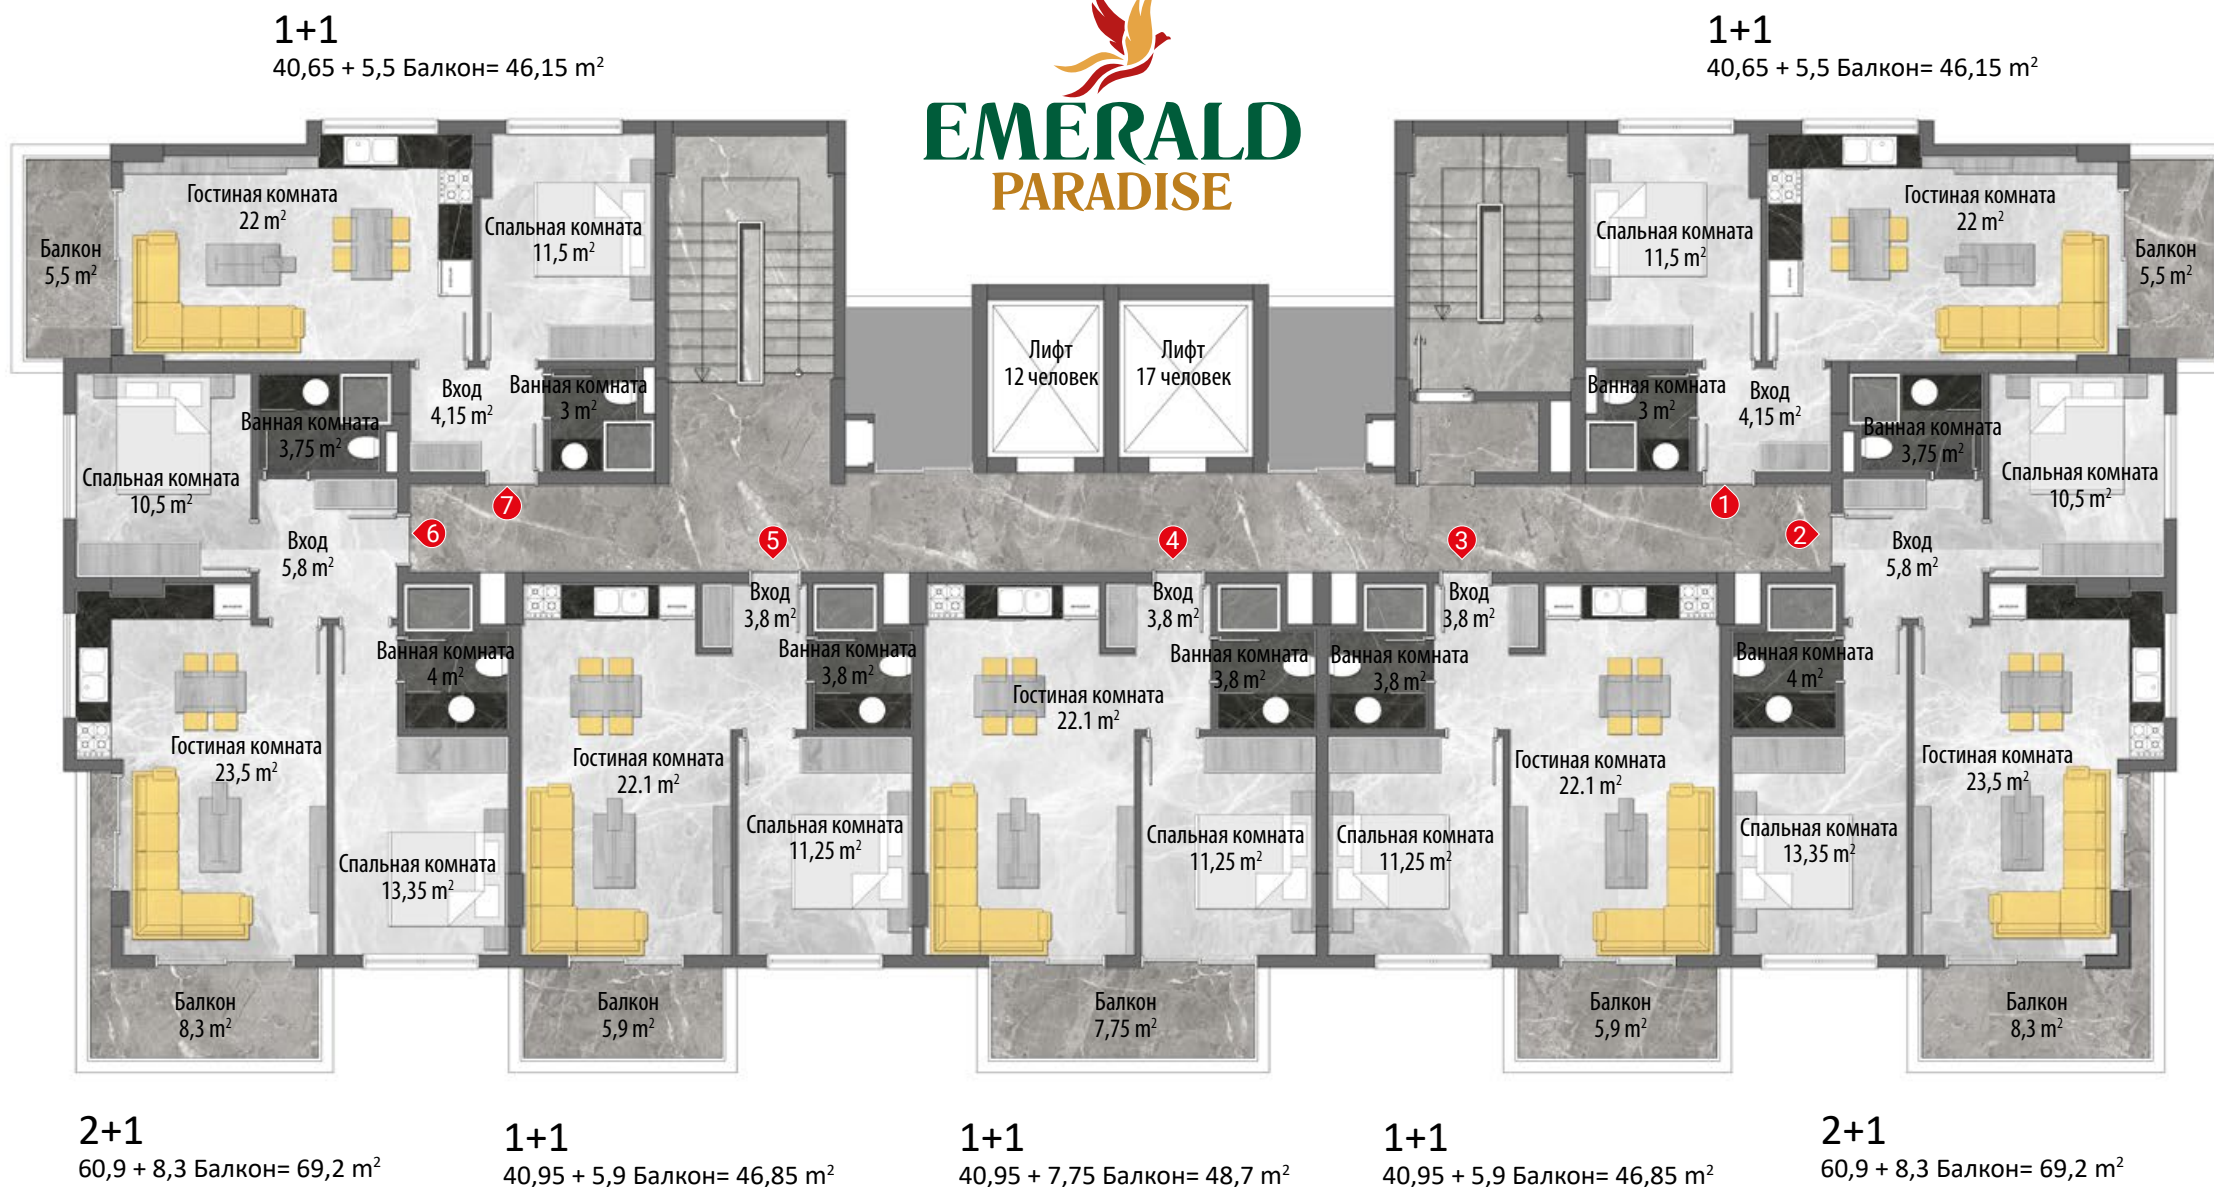 1+1
40,65 + 5,5 Балкон= 46,15 m²
EMERALD
PARADISE
1+1
40,65 + 5,5 Балкон= 46,15 m²
Балкон
5,5 m²
Гостиная комната
22 m²
Спальная комната
11,5 m²
Лифт
12 человек
Лифт
17 человек
Спальная комната
11,5 m²
Гостиная комната
22 m²
Балкон
5,5 m²
Спальная комната
10,5 m²
Ванная комната
3,75 m²
Вход
4,15 m²
Ванная комната
3 m²
Ванная комната
3 m²
Вход
4,15 m²
Ванная комната
3,75 m²
Спальная комната
10,5 m²
7
6
5
4
3
1
2
Вход
5,8 m²
Вход
5,8 m²
Вход
3,8 m²
Вход
3,8 m²
Вход
3,8 m²
Ванная комната
4 m²
Ванная комната
3,8 m²
Ванная комната
3,8 m²
Ванная комната
3,8 m²
Ванная комната
4 m²
Гостиная комната
23,5 m²
Гостиная комната
22.1 m²
Гостиная комната
22.1 m²
Гостиная комната
22.1 m²
Гостиная комната
23,5 m²
Спальная комната
13,35 m²
Спальная комната
11,25 m²
Спальная комната
11,25 m²
Спальная комната
11,25 m²
Спальная комната
13,35 m²
Балкон
8,3 m²
Балкон
5,9 m²
Балкон
7,75 m²
Балкон
5,9 m²
Балкон
8,3 m²
2+1
60,9 + 8,3 Балкон= 69,2 m²
1+1
40,95 + 5,9 Балкон= 46,85 m²
1+1
40,95 + 7,75 Балкон= 48,7 m²
1+1
40,95 + 5,9 Балкон= 46,85 m²
2+1
60,9 + 8,3 Балкон= 69,2 m²